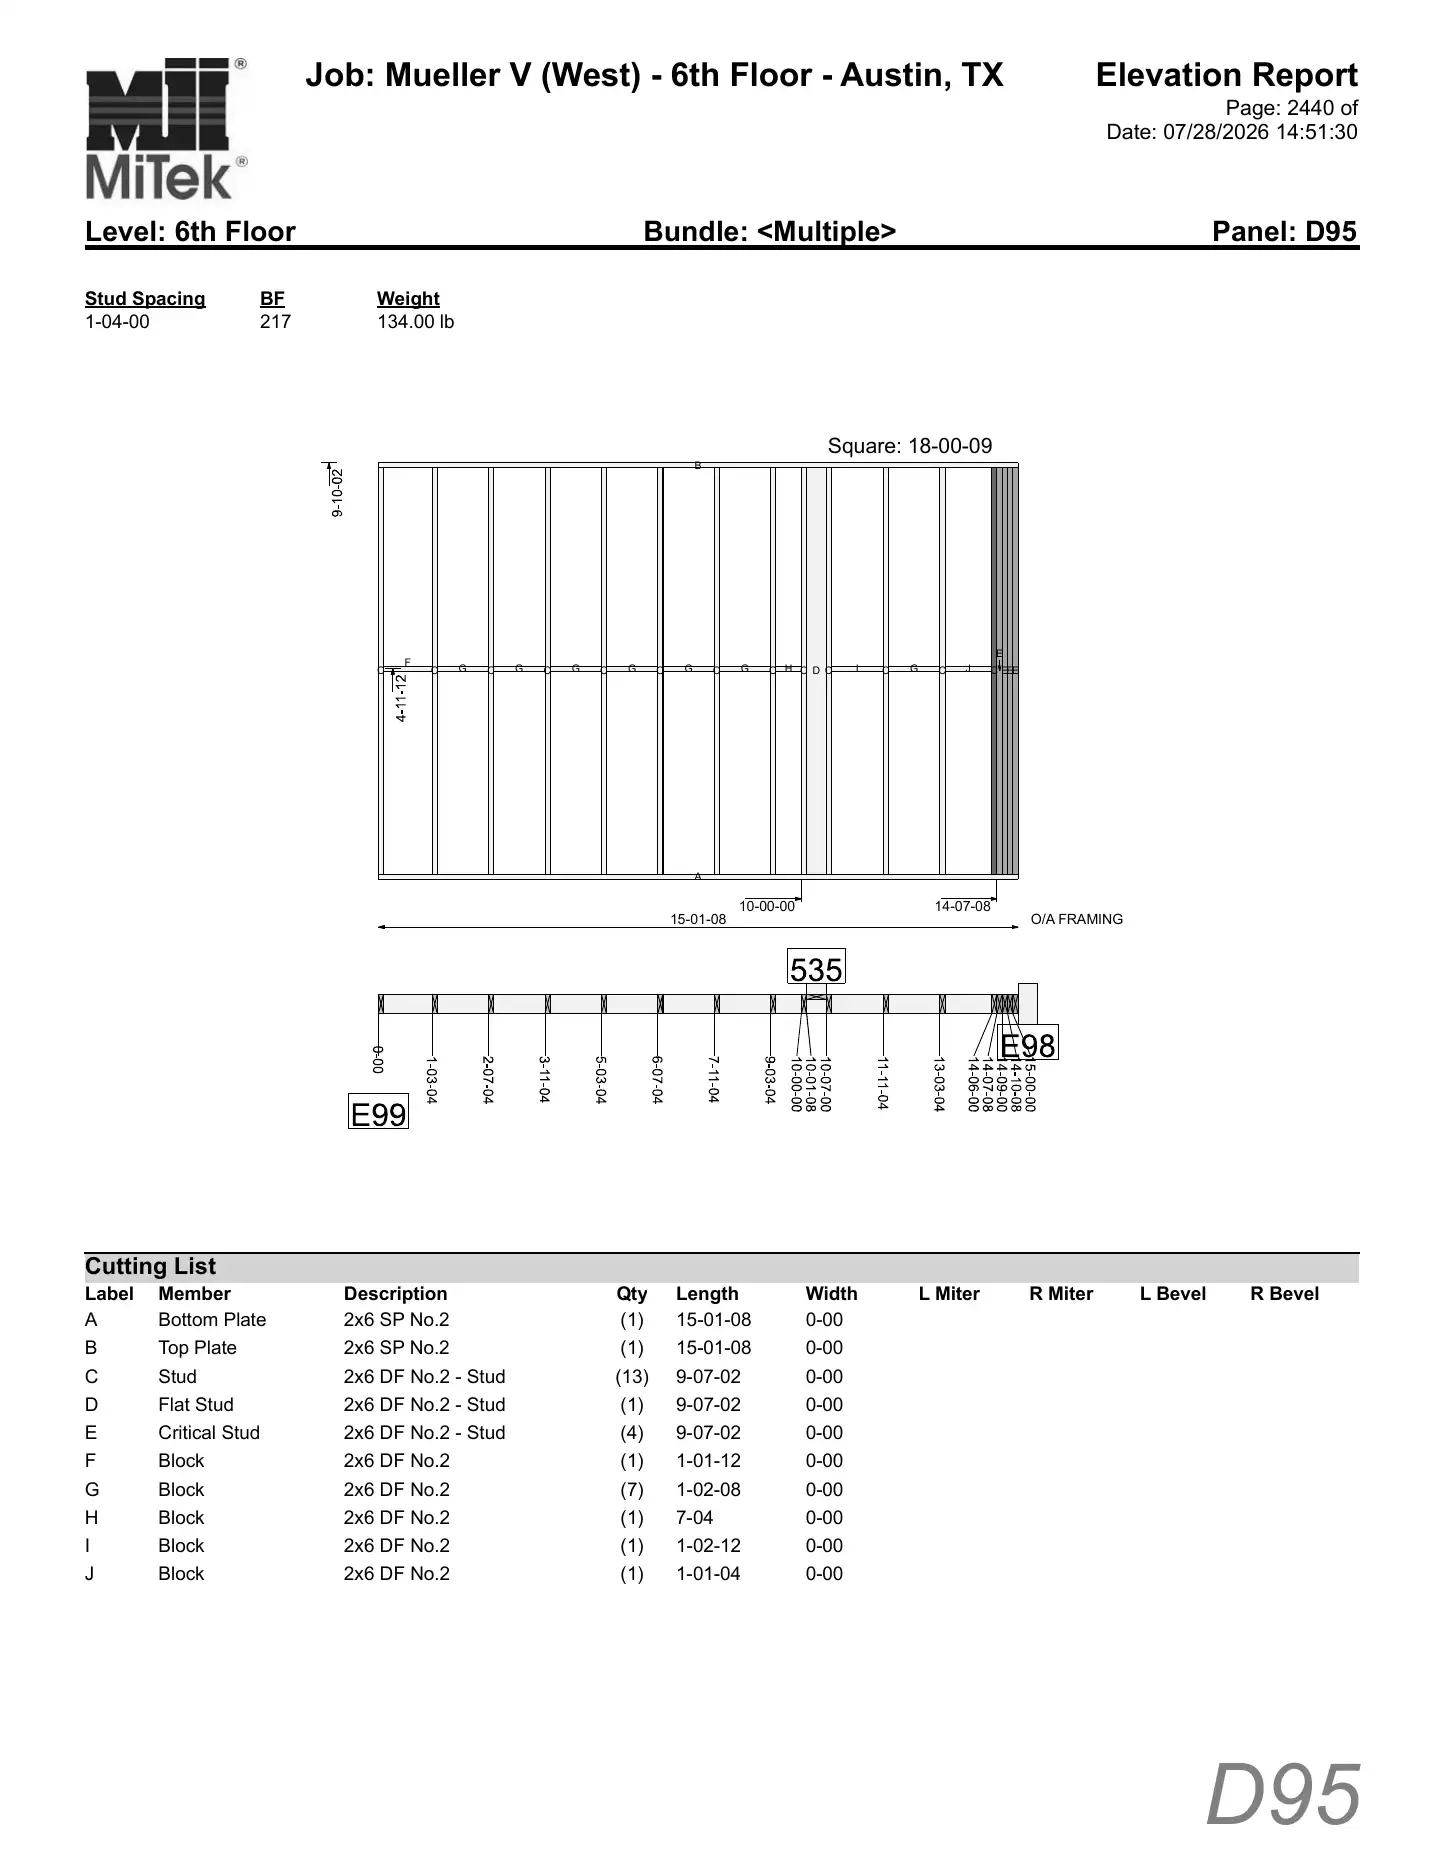 MiTek®
Job: Mueller V (West) - 6th Floor - Austin, TX
Elevation Report
Page: 2440 of
Date: 07/28/2026 14:51:30
Level: 6th Floor Bundle: <Multiple> Panel: D95
Stud Spacing BF Weight
1-04-00 217 134.00 lb
Square: 18-00-09
B
9-10-02
E
F G G G G G G H D I G J
4-11-12
A
10-00-00 14-07-08
15-01-08 O/A FRAMING
535
E98
0-00 1-03-04 2-07-04 3-11-04 5-03-04 6-07-04 7-11-04 9-03-04 10-00-00 10-01-08 10-07-00 11-11-04 13-03-04 14-06-00 14-07-08 14-09-00 14-10-08 15-00-00
E99
Cutting List
Label Member Description Qty Length Width L Miter R Miter L Bevel R Bevel
A Bottom Plate 2x6 SP No.2 (1) 15-01-08 0-00
B Top Plate 2x6 SP No.2 (1) 15-01-08 0-00
C Stud 2x6 DF No.2 - Stud (13) 9-07-02 0-00
D Flat Stud 2x6 DF No.2 - Stud (1) 9-07-02 0-00
E Critical Stud 2x6 DF No.2 - Stud (4) 9-07-02 0-00
F Block 2x6 DF No.2 (1) 1-01-12 0-00
G Block 2x6 DF No.2 (7) 1-02-08 0-00
H Block 2x6 DF No.2 (1) 7-04 0-00
I Block 2x6 DF No.2 (1) 1-02-12 0-00
J Block 2x6 DF No.2 (1) 1-01-04 0-00
D95